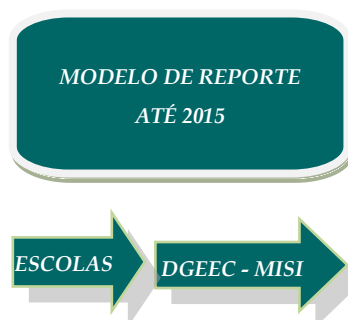 MODELO DE REPORTE
ATÉ 2015
ESCOLAS
DGEEC - MISI